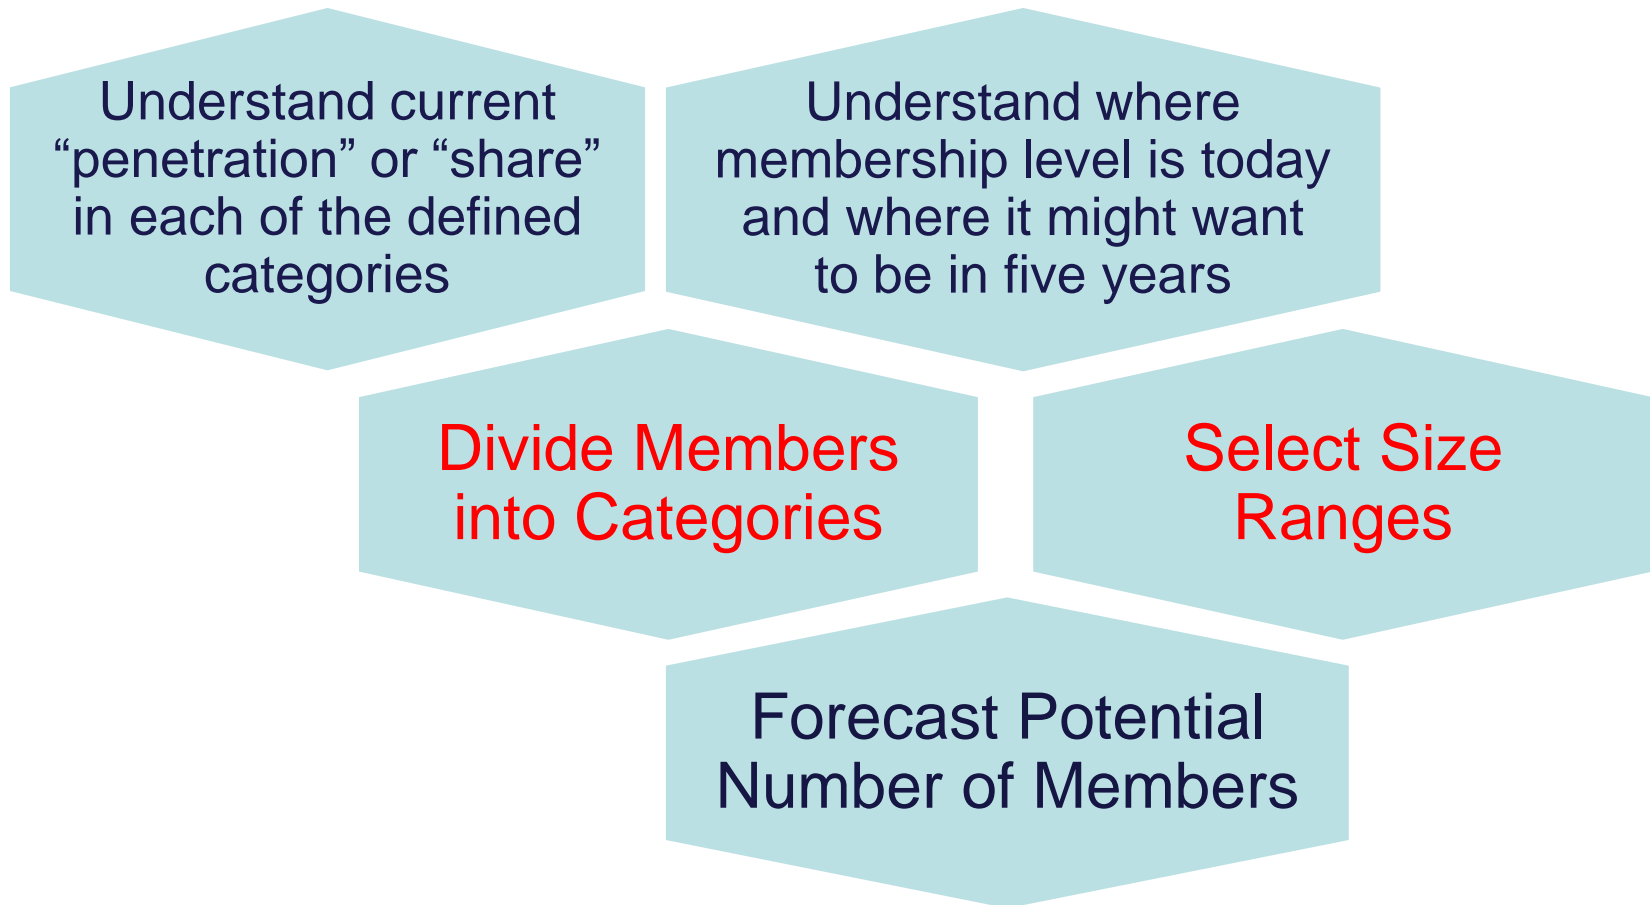 Understand current
“penetration” or “share”
in each of the defined
categories
Understand where
membership level is today
and where it might want
to be in five years
Divide Members
into Categories
Select Size
Ranges
Forecast Potential
Number of Members